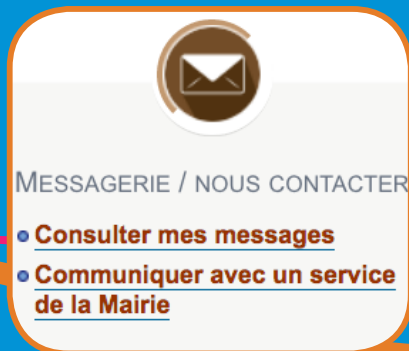 MESSAGERIE / NOUS CONTACTER
Consulter mes messages
Communiquer avec un service
de la Mairie